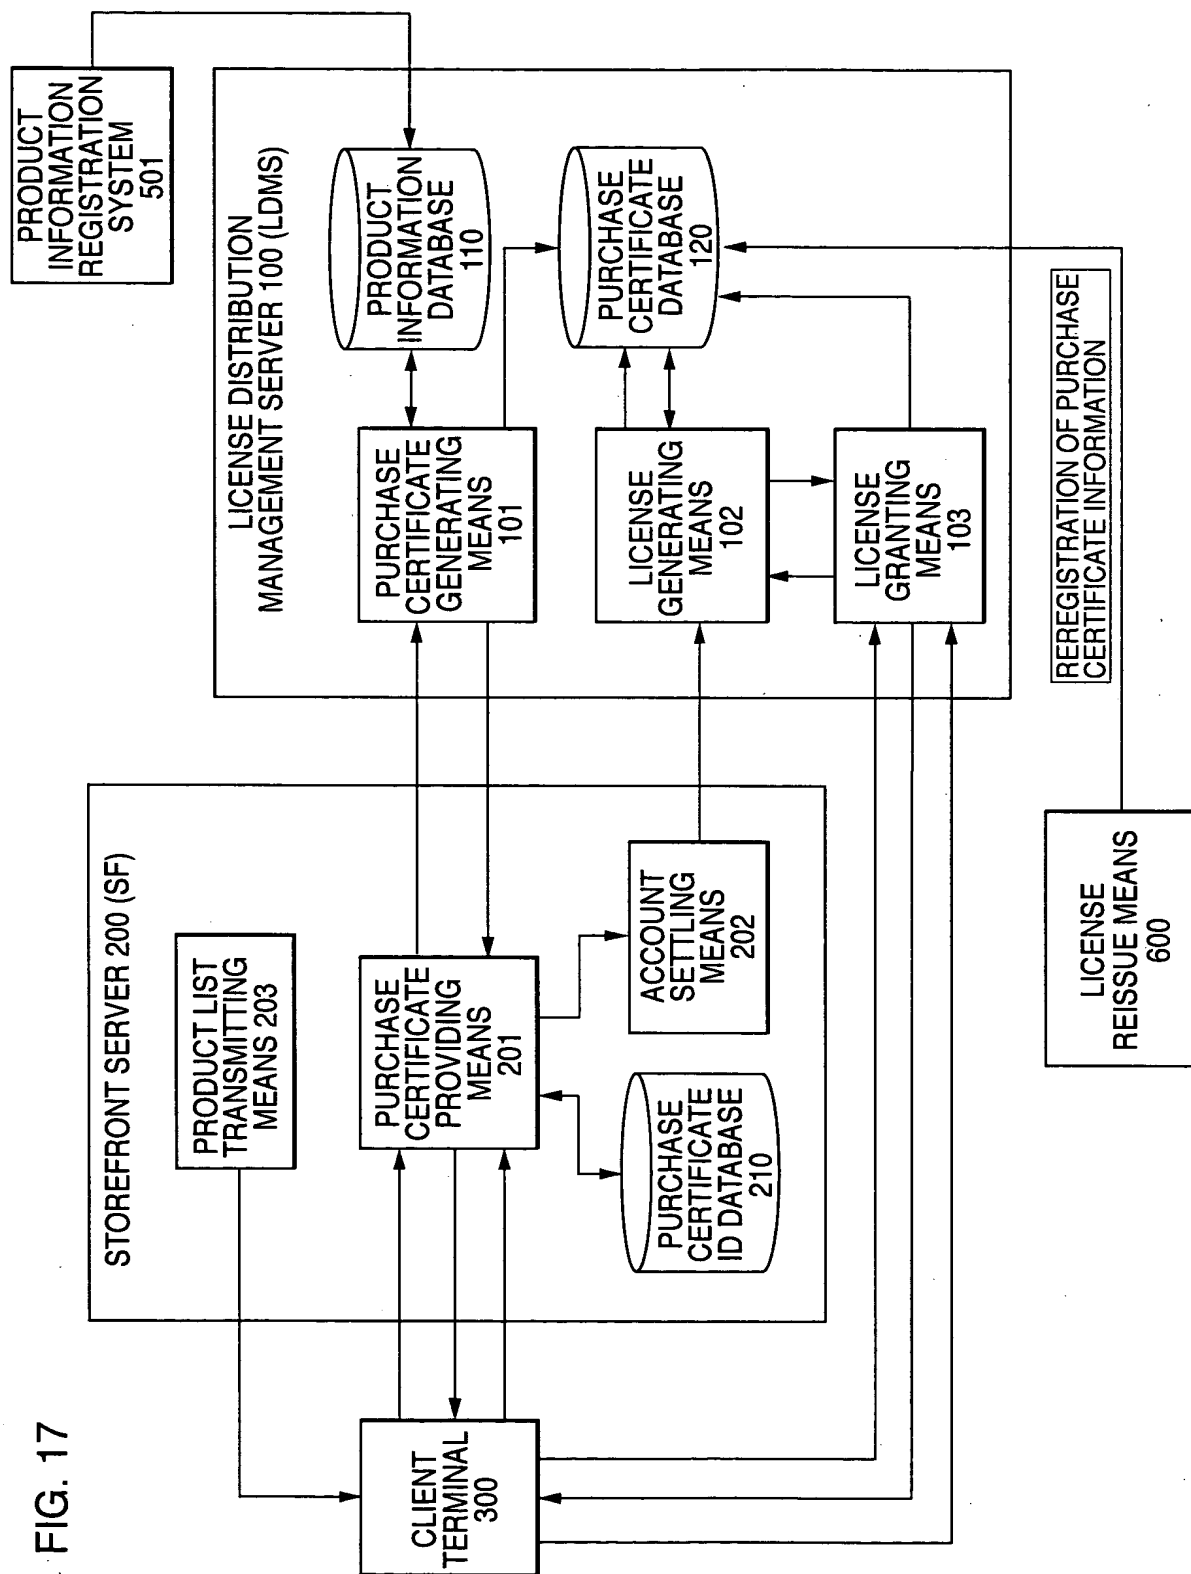 FIG. 17
PRODUCT
INFORMATION
REGISTRATION
SYSTEM
501
STOREFRONT SERVER 200 (SF)
LICENSE DISTRIBUTION
MANAGEMENT SERVER 100 (LDMS)
PRODUCT LIST
TRANSMITTING
MEANS 203
CLIENT
TERMINAL
300
PURCHASE
CERTIFICATE
PROVIDING
MEANS
201
PURCHASE
CERTIFICATE
GENERATING
MEANS
101
PRODUCT
INFORMATION
DATABASE
110
PURCHASE
CERTIFICATE
ID DATABASE
210
ACCOUNT
SETTLING
MEANS
202
LICENSE
GENERATING
MEANS
102
PURCHASE
CERTIFICATE
DATABASE
120
LICENSE
GRANTING
MEANS
103
REREGISTRATION OF PURCHASE
CERTIFICATE INFORMATION
LICENSE
REISSUE MEANS
600